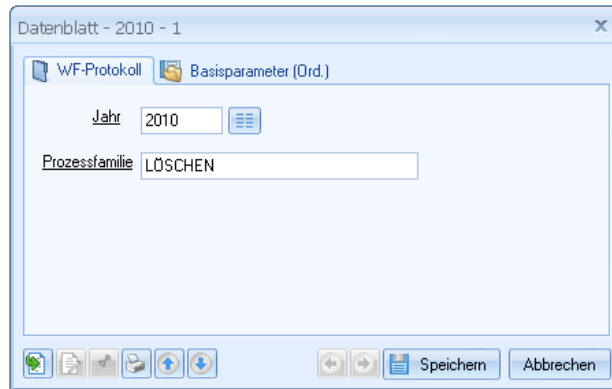 Datenblatt - 2010 - 1
WF-Protokoll Basisparameter (Ord.)
Jahr 2010
Prozessfamilie LÖSCHEN
Speichern Abbrechen